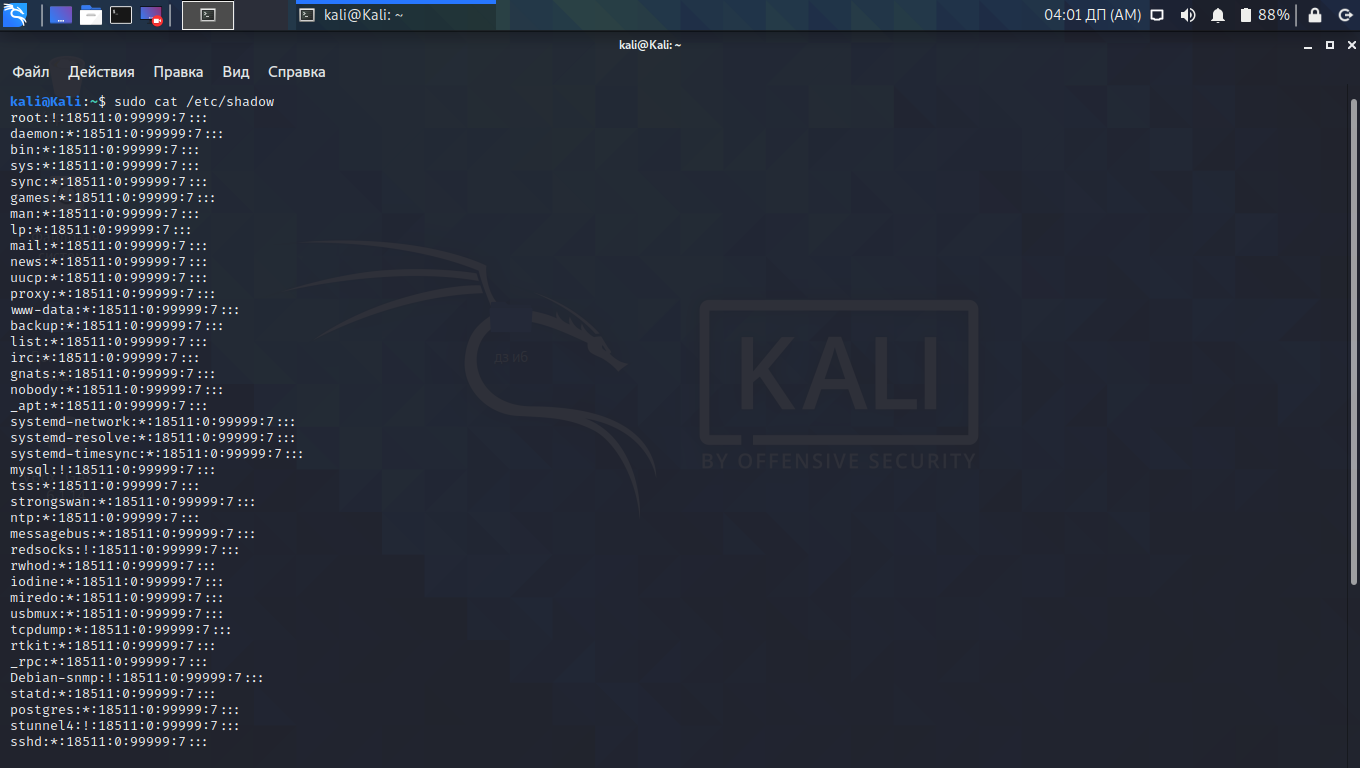 kali@Kali: ~
04:01 ДП (AM)
88%
kali@Kali: ~
Файл Действия Правка Вид Справка
kali@Kali:~$ sudo cat /etc/shadow
root:!:18511:0:99999:7:::
daemon:*:18511:0:99999:7:::
bin:*:18511:0:99999:7:::
sys:*:18511:0:99999:7:::
sync:*:18511:0:99999:7:::
games:*:18511:0:99999:7:::
man:*:18511:0:99999:7:::
lp:*:18511:0:99999:7:::
mail:*:18511:0:99999:7:::
news:*:18511:0:99999:7:::
uucp:*:18511:0:99999:7:::
proxy:*:18511:0:99999:7:::
www-data:*:18511:0:99999:7:::
backup:*:18511:0:99999:7:::
list:*:18511:0:99999:7:::
irc:*:18511:0:99999:7:::
gnats:*:18511:0:99999:7:::
nobody:*:18511:0:99999:7:::
_apt:*:18511:0:99999:7:::
systemd-network:*:18511:0:99999:7:::
systemd-resolve:*:18511:0:99999:7:::
systemd-timesync:*:18511:0:99999:7:::
mysql:!:18511:0:99999:7:::
tss:*:18511:0:99999:7:::
strongswan:*:18511:0:99999:7:::
ntp:*:18511:0:99999:7:::
messagebus:*:18511:0:99999:7:::
redsocks:!:18511:0:99999:7:::
rwhod:*:18511:0:99999:7:::
iodine:*:18511:0:99999:7:::
miredo:*:18511:0:99999:7:::
usbmux:*:18511:0:99999:7:::
tcpdump:*:18511:0:99999:7:::
rtkit:*:18511:0:99999:7:::
_rpc:*:18511:0:99999:7:::
Debian-snmp:!:18511:0:99999:7:::
statd:*:18511:0:99999:7:::
postgres:*:18511:0:99999:7:::
stunnel4:!:18511:0:99999:7:::
sshd:*:18511:0:99999:7:::
дз иб
KALI
BY OFFENSIVE SECURITY